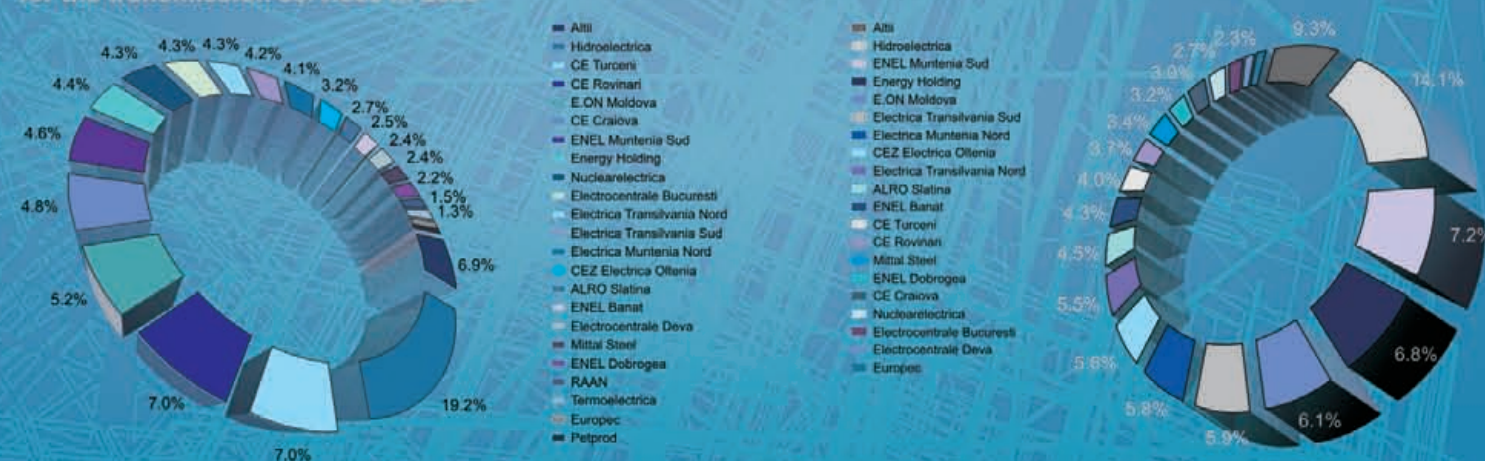 4.3%
4.3%
4.3%
4.2%
4.1%
3.2%
2.7%
2.5%
2.4%
2.4%
2.2%
1.5%
1.3%
6.9%
19.2%
7.0%
7.0%
5.2%
4.8%
4.6%
4.4%
Altii
Hidroelectrica
CE Turceni
CE Rovinari
E.ON Moldova
CE Craiova
ENEL Muntenia Sud
Energy Holding
Nuclearelectrica
Electrocentrale Bucuresti
Electrica Transilvania Nord
Electrica Transilvania Sud
Electrica Muntenia Nord
CEZ Electrica Oltenia
ALRO Slatina
ENEL Banat
Electrocentrale Deva
Mittal Steel
ENEL Dobrogea
RAAN
Termoelectrica
Europec
Petprod
Altii
Hidroelectrica
ENEL Muntenia Sud
Energy Holding
E.ON Moldova
Electrica Transilvania Sud
Electrica Muntenia Nord
CEZ Electrica Oltenia
Electrica Transilvania Nord
ALRO Slatina
ENEL Banat
CE Turceni
CE Rovinari
Mittal Steel
ENEL Dobrogea
CE Craiova
Nuclearelectrica
Electrocentrale Bucuresti
Electrocentrale Deva
Europec
9.3%
14.1%
7.2%
6.8%
6.1%
5.9%
5.8%
5.6%
5.5%
4.5%
4.3%
4.0%
3.7%
3.4%
3.2%
3.0%
2.7%
2.3%